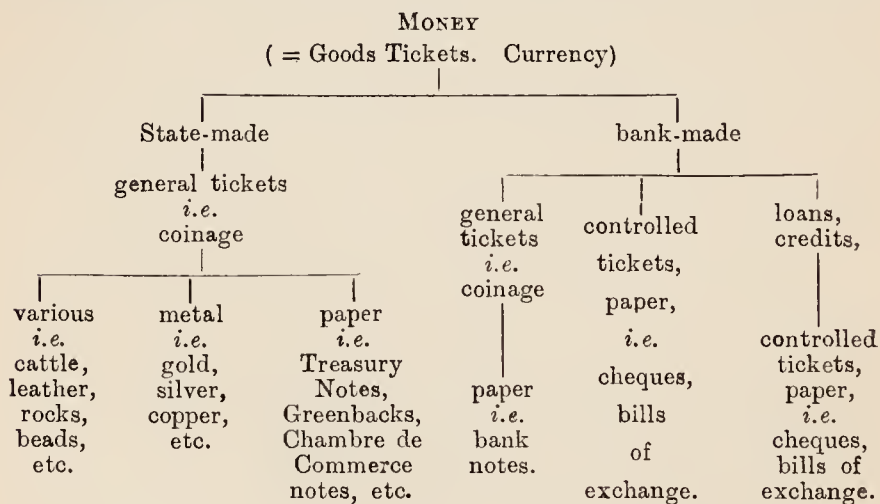 MONEY
( = Goods Tickets. Currency)
State-made
general tickets
i.e.
coinage
various
i.e.
cattle,
leather,
rocks,
beads,
etc.
metal
i.e.
gold,
silver,
copper,
etc.
paper
i.e.
Treasury
Notes,
Greenbacks,
Chambre de
Commerce
notes, etc.
bank-made
general
tickets
i.e.
coinage
paper
i.e.
bank
notes.
controlled
tickets,
paper,
i.e.
cheques,
bills
of
exchange.
loans,
credits,
controlled
tickets,
paper,
i.e.
cheques,
bills of
exchange.